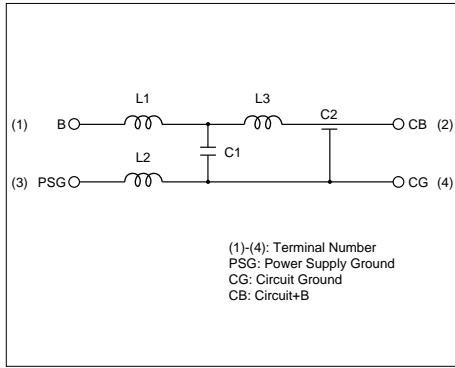 L1 L3 C2
(1) B CB (2)
C1
L2
(3) PSG CG (4)
(1)-(4): Terminal Number
PSG: Power Supply Ground
CG: Circuit Ground
CB: Circuit+B